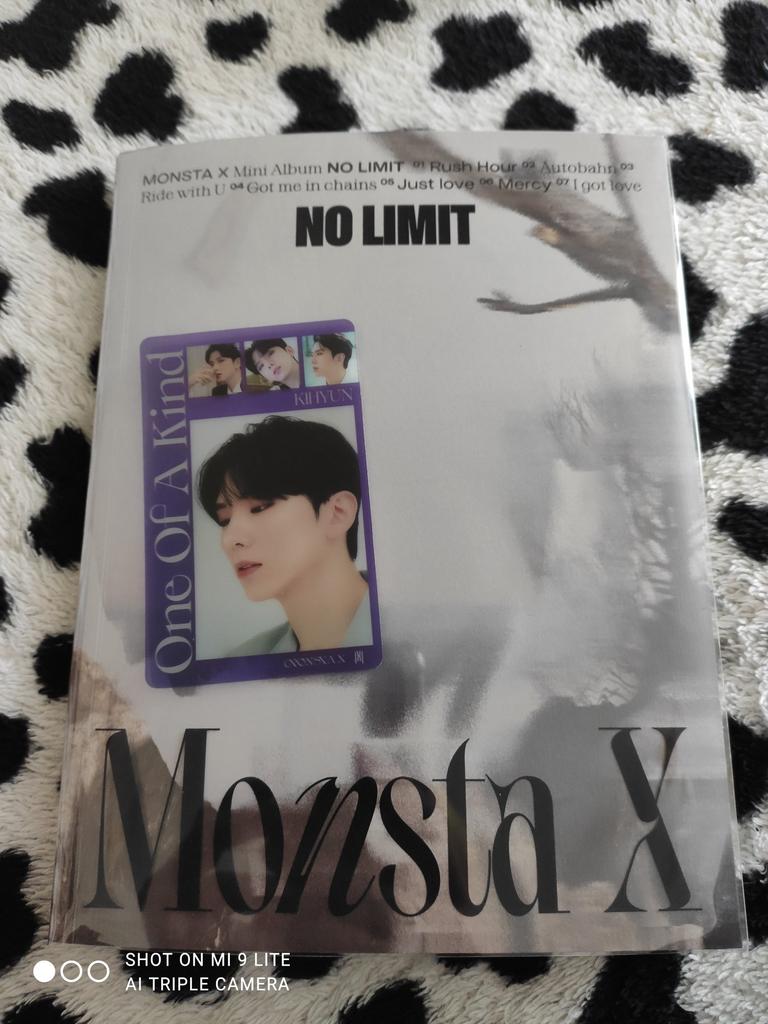 MONSTA X Mini Album NO LIMIT 01 Rush Hour 02 Autobahn 03
Ride with U 04 Got me in chains 05 Just love 06 Mercy 07 I got love
NO LIMIT
One Of A Kind
KIHYUN
MONSTA X
Monsta X
SHOT ON MI 9 LITE
AI TRIPLE CAMERA